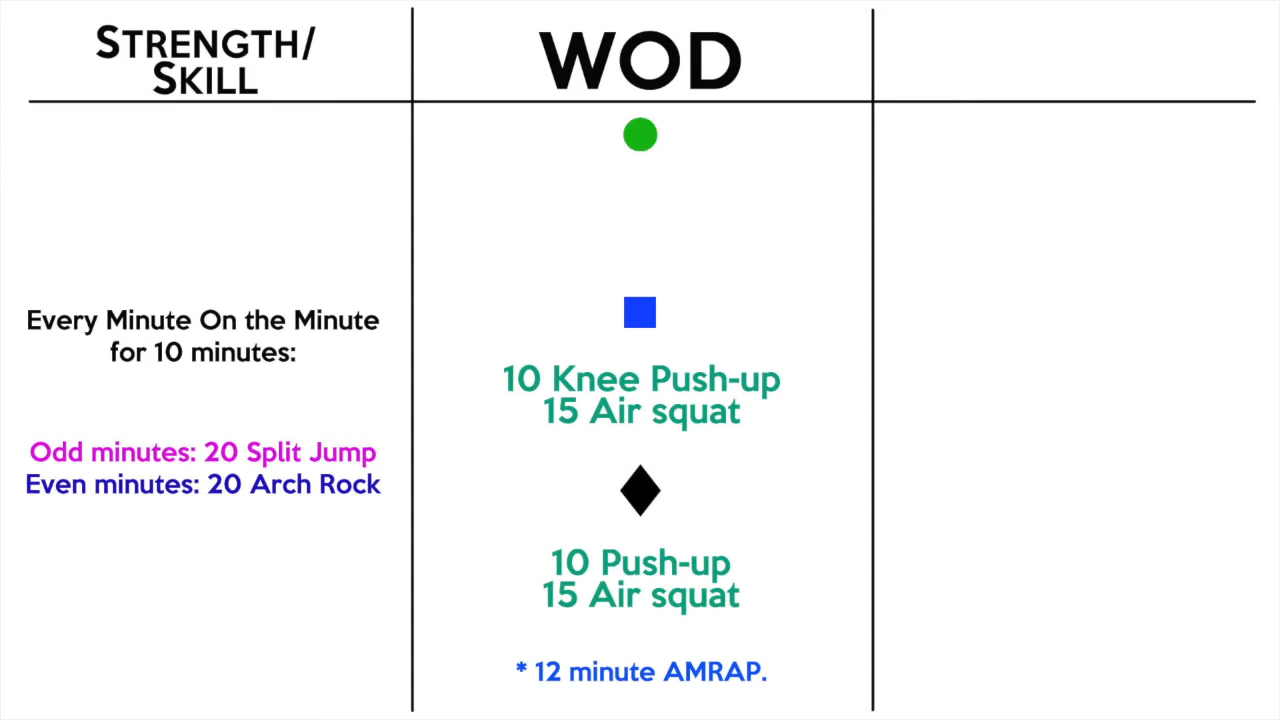 STRENGTH/
SKILL
WOD
Every Minute On the Minute
for 10 minutes:
Odd minutes: 20 Split Jump
Even minutes: 20 Arch Rock
10 Knee Push-up
15 Air squat
10 Push-up
15 Air squat
* 12 minute AMRAP.